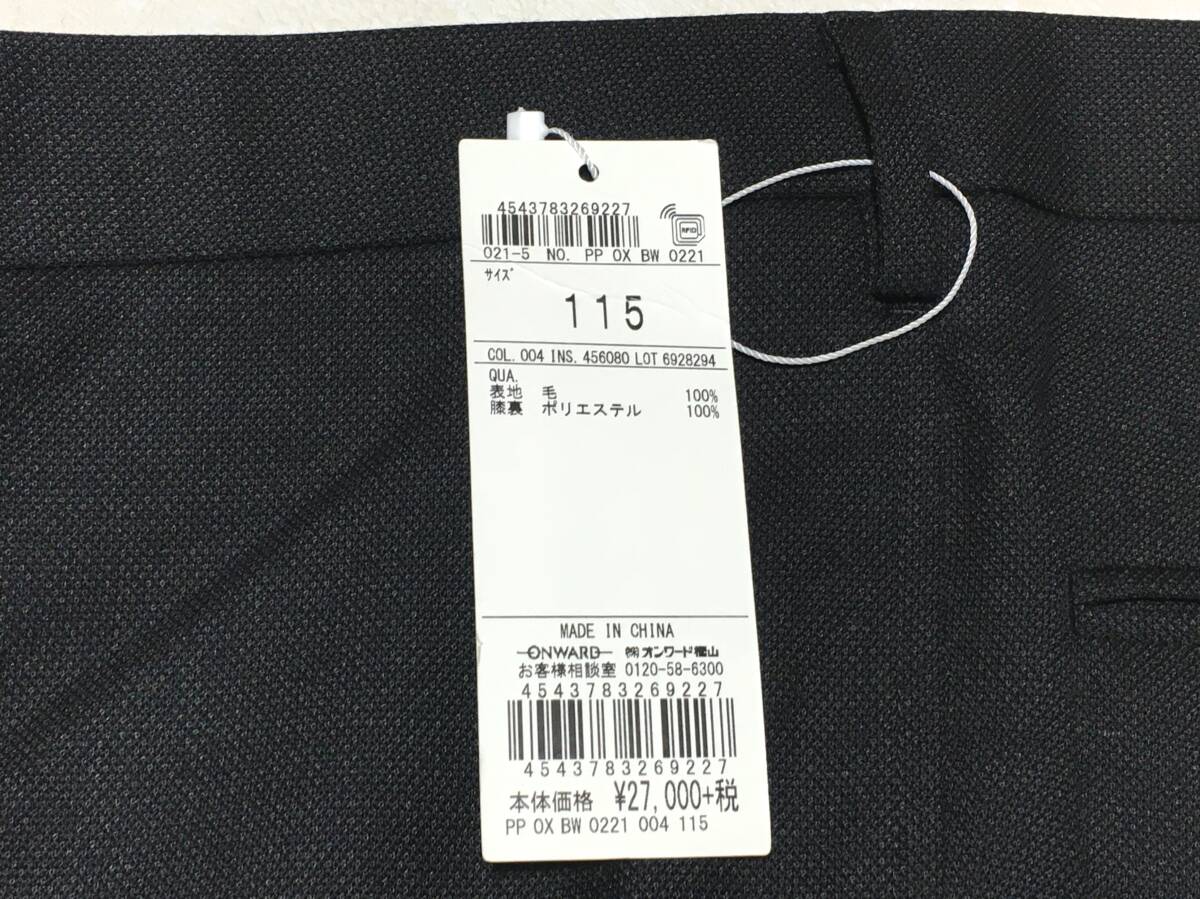 4543783269227
RFID
021-5 NO. PP OX BW 0221
サイズ
115
COL. 004 INS. 456080 LOT 6928294
QUA.
表地 毛 100%
膝裏 ポリエステル 100%
MADE IN CHINA
ONWARD ㈱オンワード樫山
お客様相談室 0120-58-6300
4543783269227
4543783269227
本体価格 ¥27,000+税
PP OX BW 0221 004 115